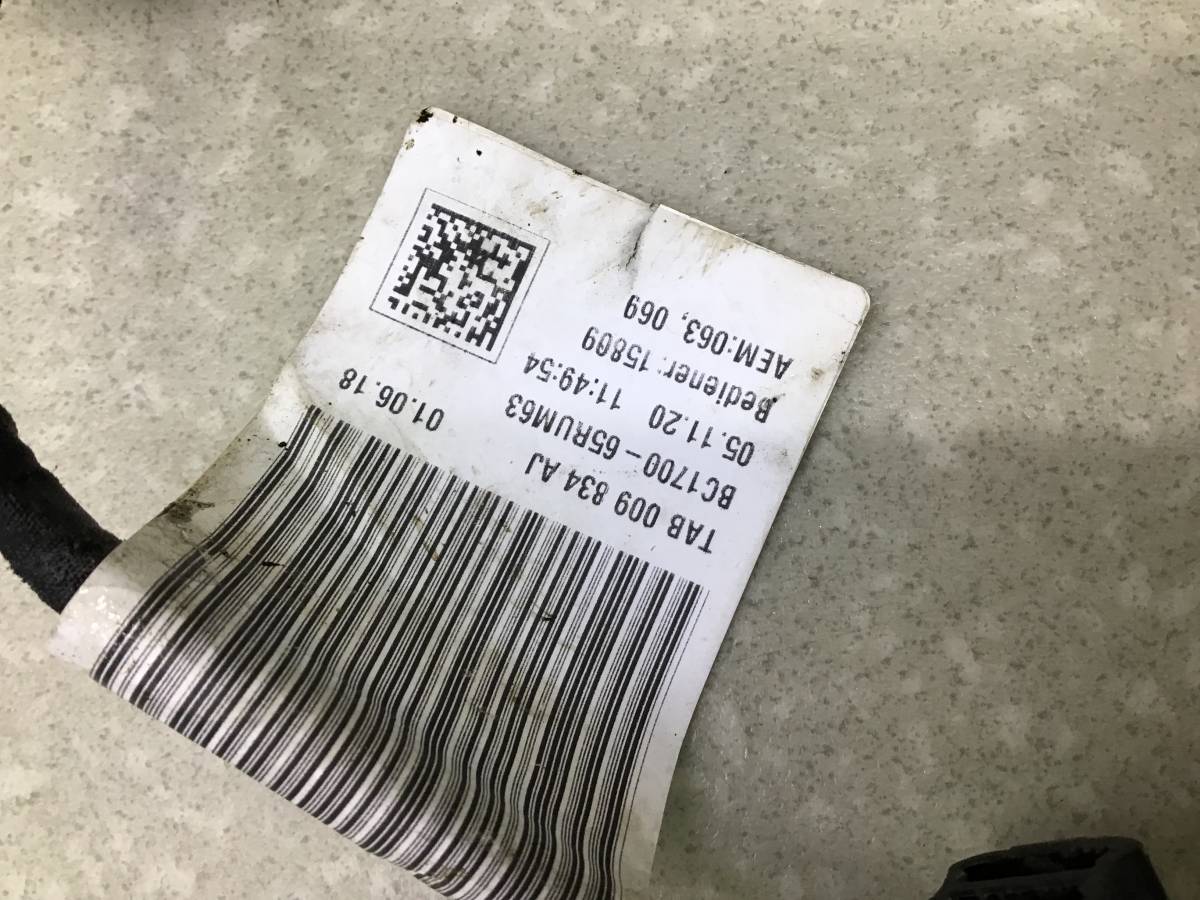 TAB 009 834 AJ
BC1700 – 65RUM63 01.06.18
05.11.20 11:49:54
Bediener:15809
AEM:063, 069